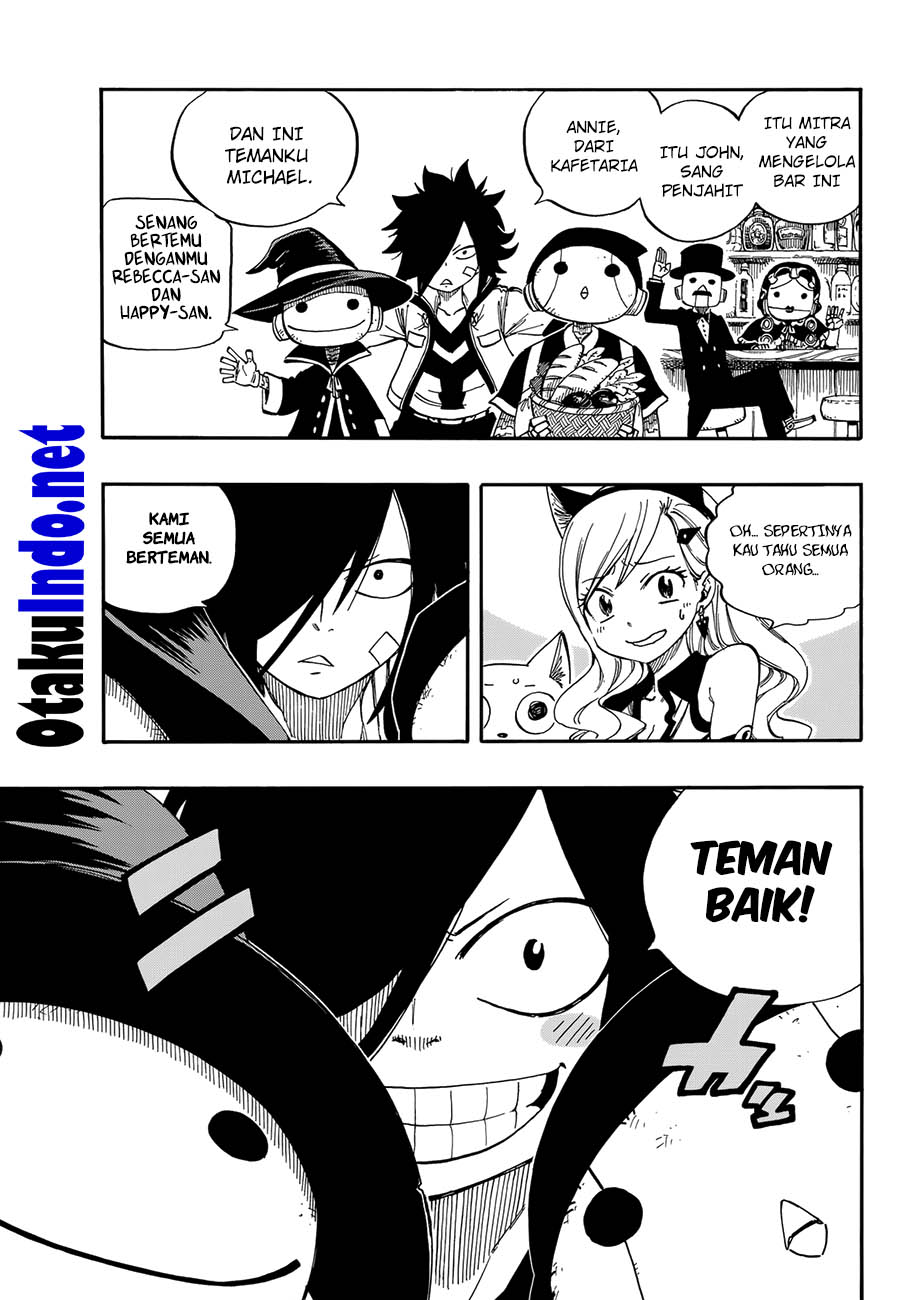 ITU MITRA
YANG
MENGELOLA
BAR INI
ITU JOHN,
SANG
PENJAHIT
ANNIE,
DARI
KAFETARIA
DAN INI
TEMANKU
MICHAEL.
SENANG
BERTEMU
DENGANMU
REBECCA-SAN
DAN
HAPPY-SAN.
OH... SEPERTINYA
KAU TAHU SEMUA
ORANG...
KAMI
SEMUA
BERTEMAN.
TEMAN
BAIK!
OtakuIndo.net